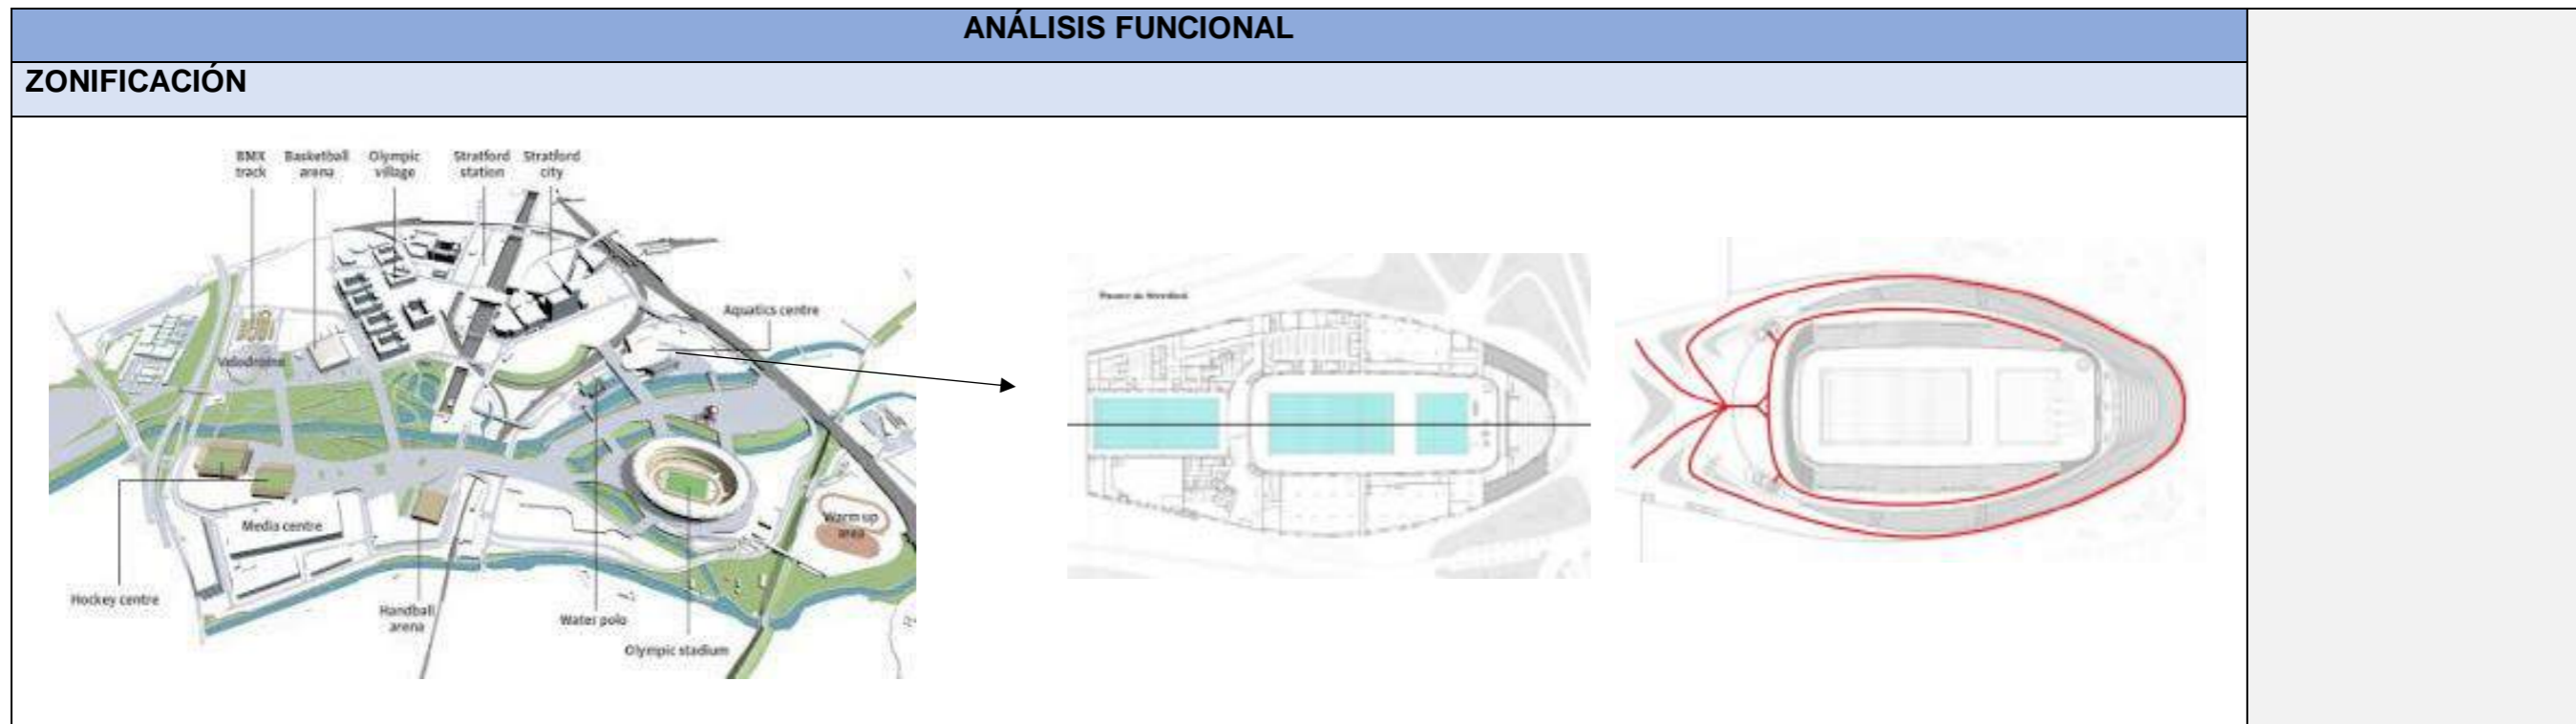 ANÁLISIS FUNCIONAL
ZONIFICACIÓN
BMX
track
Basketball
arena
Olympic
village
Stratford
station
Stratford
city
Aquatics centre
Velodrome
Media centre
Warm up
area
Hockey centre
Handball
arena
Water polo
Olympic stadium